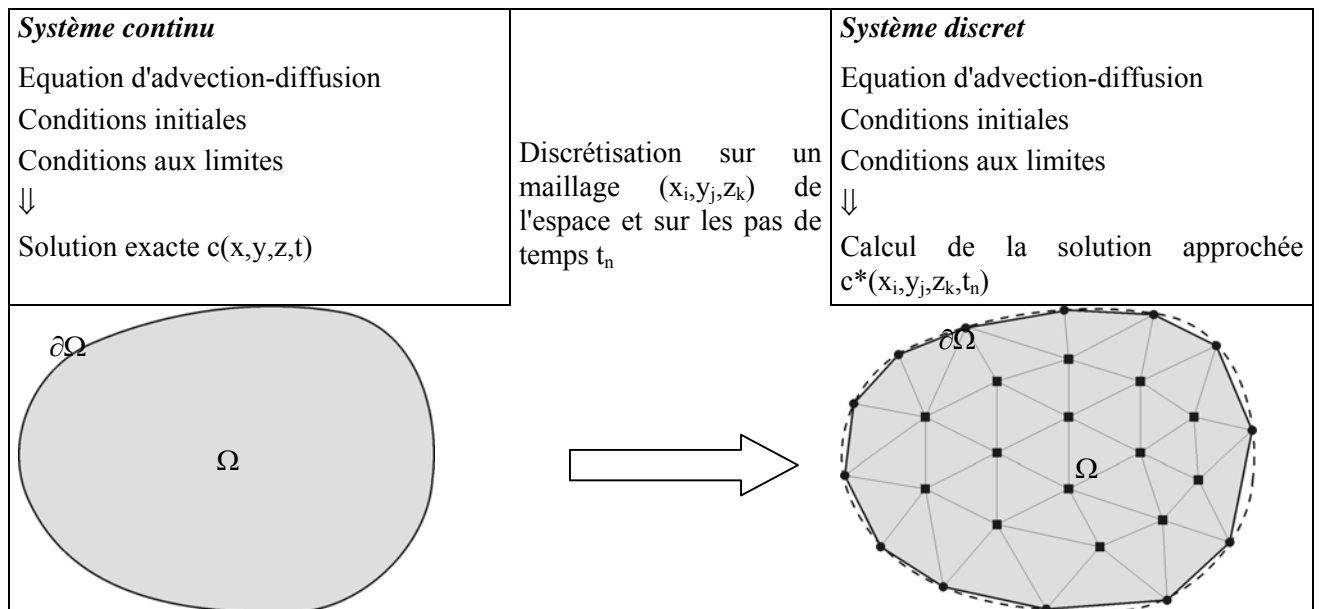 Système continu
Equation d'advection-diffusion
Conditions initiales
Conditions aux limites
⇓
Solution exacte c(x,y,z,t)
Discrétisation sur un
maillage (xᵢ,yⱼ,zₖ) de
l'espace et sur les pas de
temps tₙ
Système discret
Equation d'advection-diffusion
Conditions initiales
Conditions aux limites
⇓
Calcul de la solution approchée
c*(xᵢ,yⱼ,zₖ,tₙ)
∂Ω
Ω
∂Ω
Ω